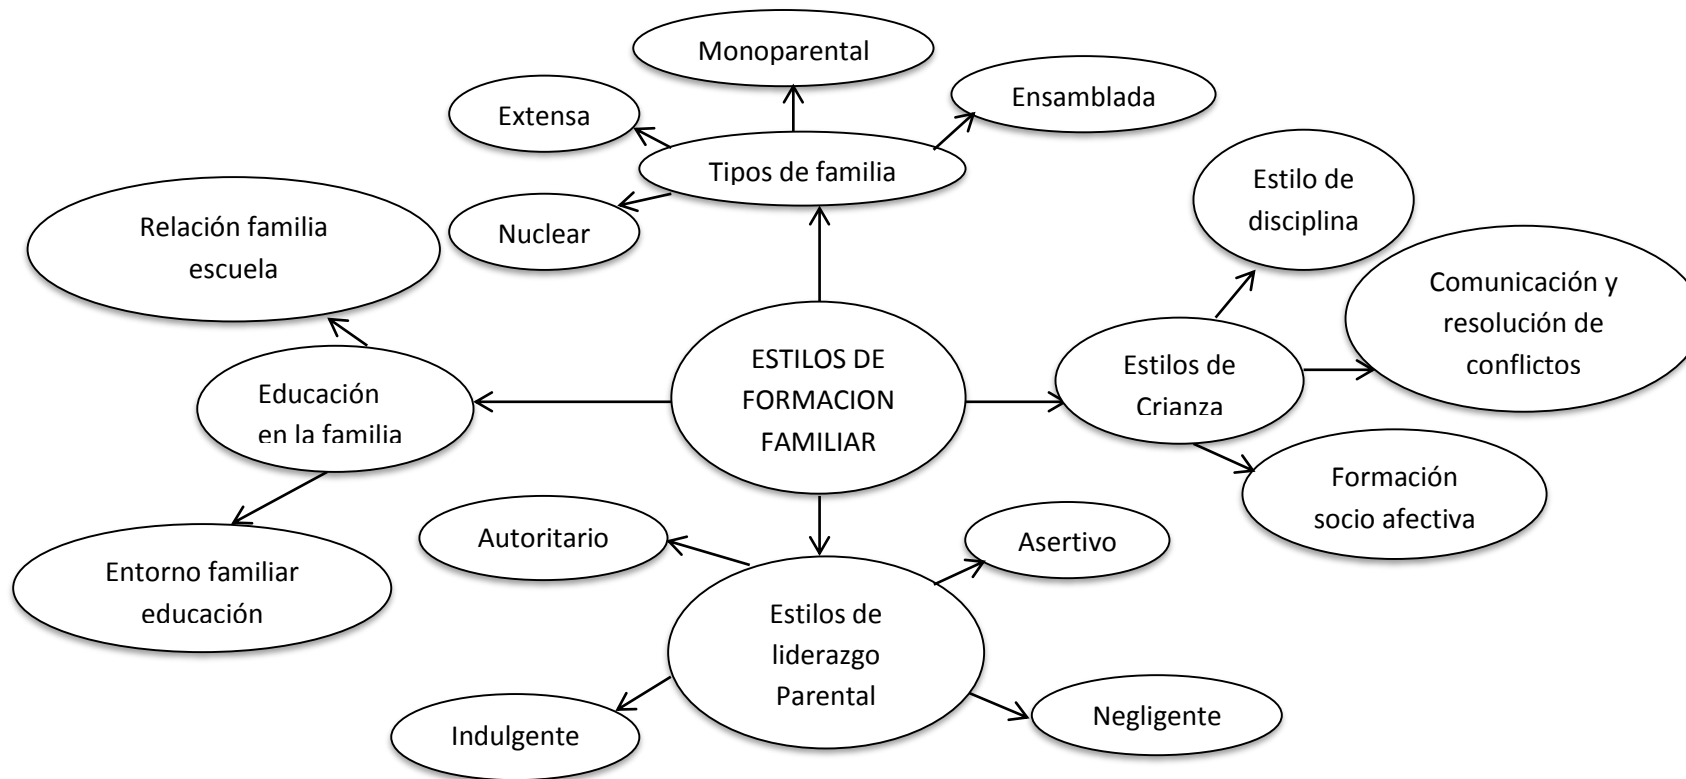 Monoparental
Ensamblada
Extensa
Tipos de familia
Nuclear
Estilo de
disciplina
Relación familia
escuela
Comunicación y
resolución de
conflictos
ESTILOS DE
FORMACION
FAMILIAR
Estilos de
Crianza
Educación
en la familia
Formación
socio afectiva
Autoritario
Asertivo
Entorno familiar
educación
Estilos de
liderazgo
Parental
Indulgente
Negligente